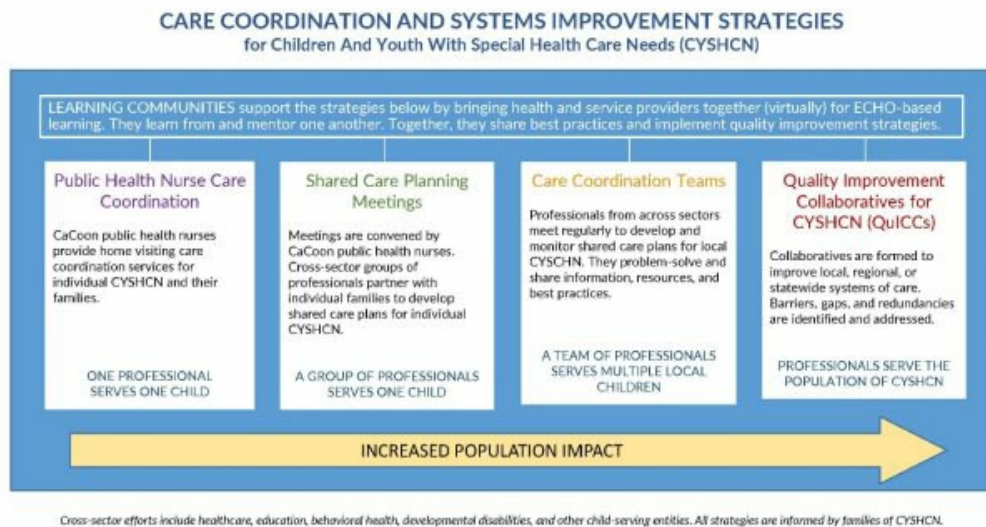 CARE COORDINATION AND SYSTEMS IMPROVEMENT STRATEGIES
for Children And Youth With Special Health Care Needs (CYSHCN)
LEARNING COMMUNITIES support the strategies below by bringing health and service providers together (virtually) for ECHO-based
learning. They learn from and mentor one another. Together, they share best practices and implement quality improvement strategies.
Public Health Nurse Care
Coordination
CaCoon public health nurses
provide home visiting care
coordination services for
individual CYSHCN and their
families.
ONE PROFESSIONAL
SERVES ONE CHILD
Shared Care Planning
Meetings
Meetings are convened by
CaCoon public health nurses.
Cross-sector groups of
professionals partner with
individual families to develop
shared care plans for individual
CYSHCN.
A GROUP OF PROFESSIONALS
SERVES ONE CHILD
Care Coordination Teams
Professionals from across sectors
meet regularly to develop and
monitor shared care plans for local
CYSCHN. They problem-solve and
share information, resources, and
best practices.
A TEAM OF PROFESSIONALS
SERVES MULTIPLE LOCAL
CHILDREN
Quality Improvement
Collaboratives for
CYSHCN (QuICCs)
Collaboratives are formed to
improve local, regional, or
statewide systems of care.
Barriers, gaps, and redundancies
are identified and addressed.
PROFESSIONALS SERVE THE
POPULATION OF CYSHCN
INCREASED POPULATION IMPACT
Cross-sector efforts include healthcare, education, behavioral health, developmental disabilities, and other child-serving entities. All strategies are informed by families of CYSHCN.